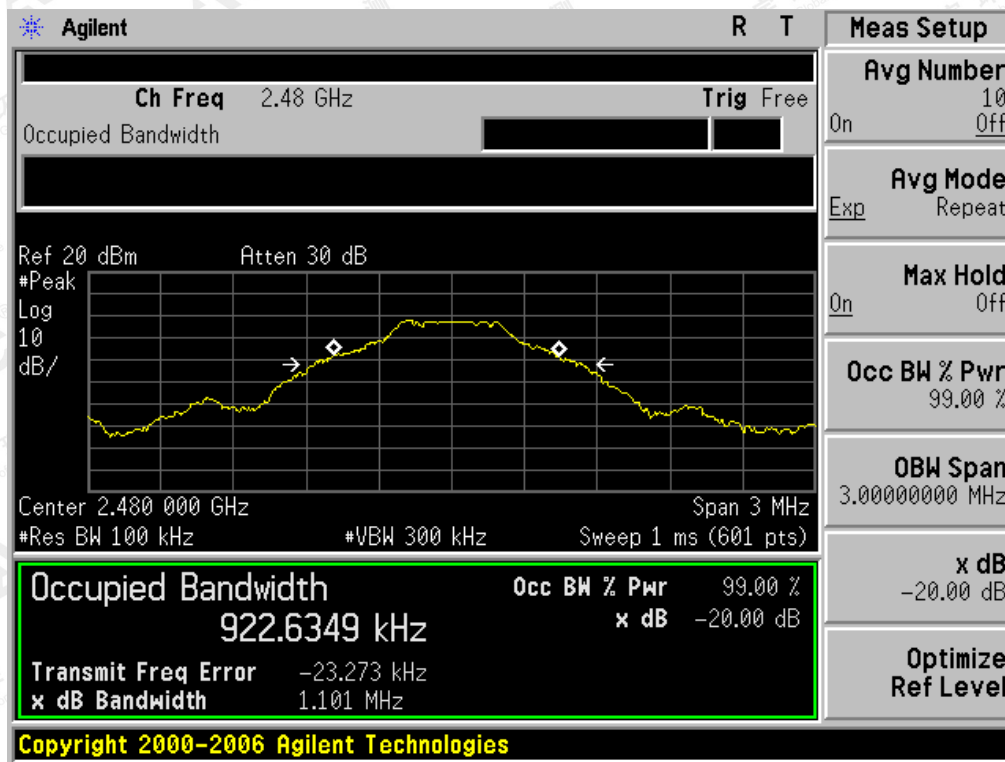 Agilent R T
Meas Setup
Ch Freq 2.48 GHz Trig Free
Occupied Bandwidth
Avg Number
10
On Off
Avg Mode
Exp Repeat
Max Hold
On Off
Occ BW % Pwr
99.00 %
OBW Span
3.00000000 MHz
x dB
-20.00 dB
Optimize
Ref Level
Ref 20 dBm Atten 30 dB
#Peak
Log
10
dB/
Center 2.480 000 GHz Span 3 MHz
#Res BW 100 kHz #VBW 300 kHz Sweep 1 ms (601 pts)
Occupied Bandwidth
922.6349 kHz
Occ BW % Pwr 99.00 %
x dB -20.00 dB
Transmit Freq Error -23.273 kHz
x dB Bandwidth 1.101 MHz
Copyright 2000-2006 Agilent Technologies